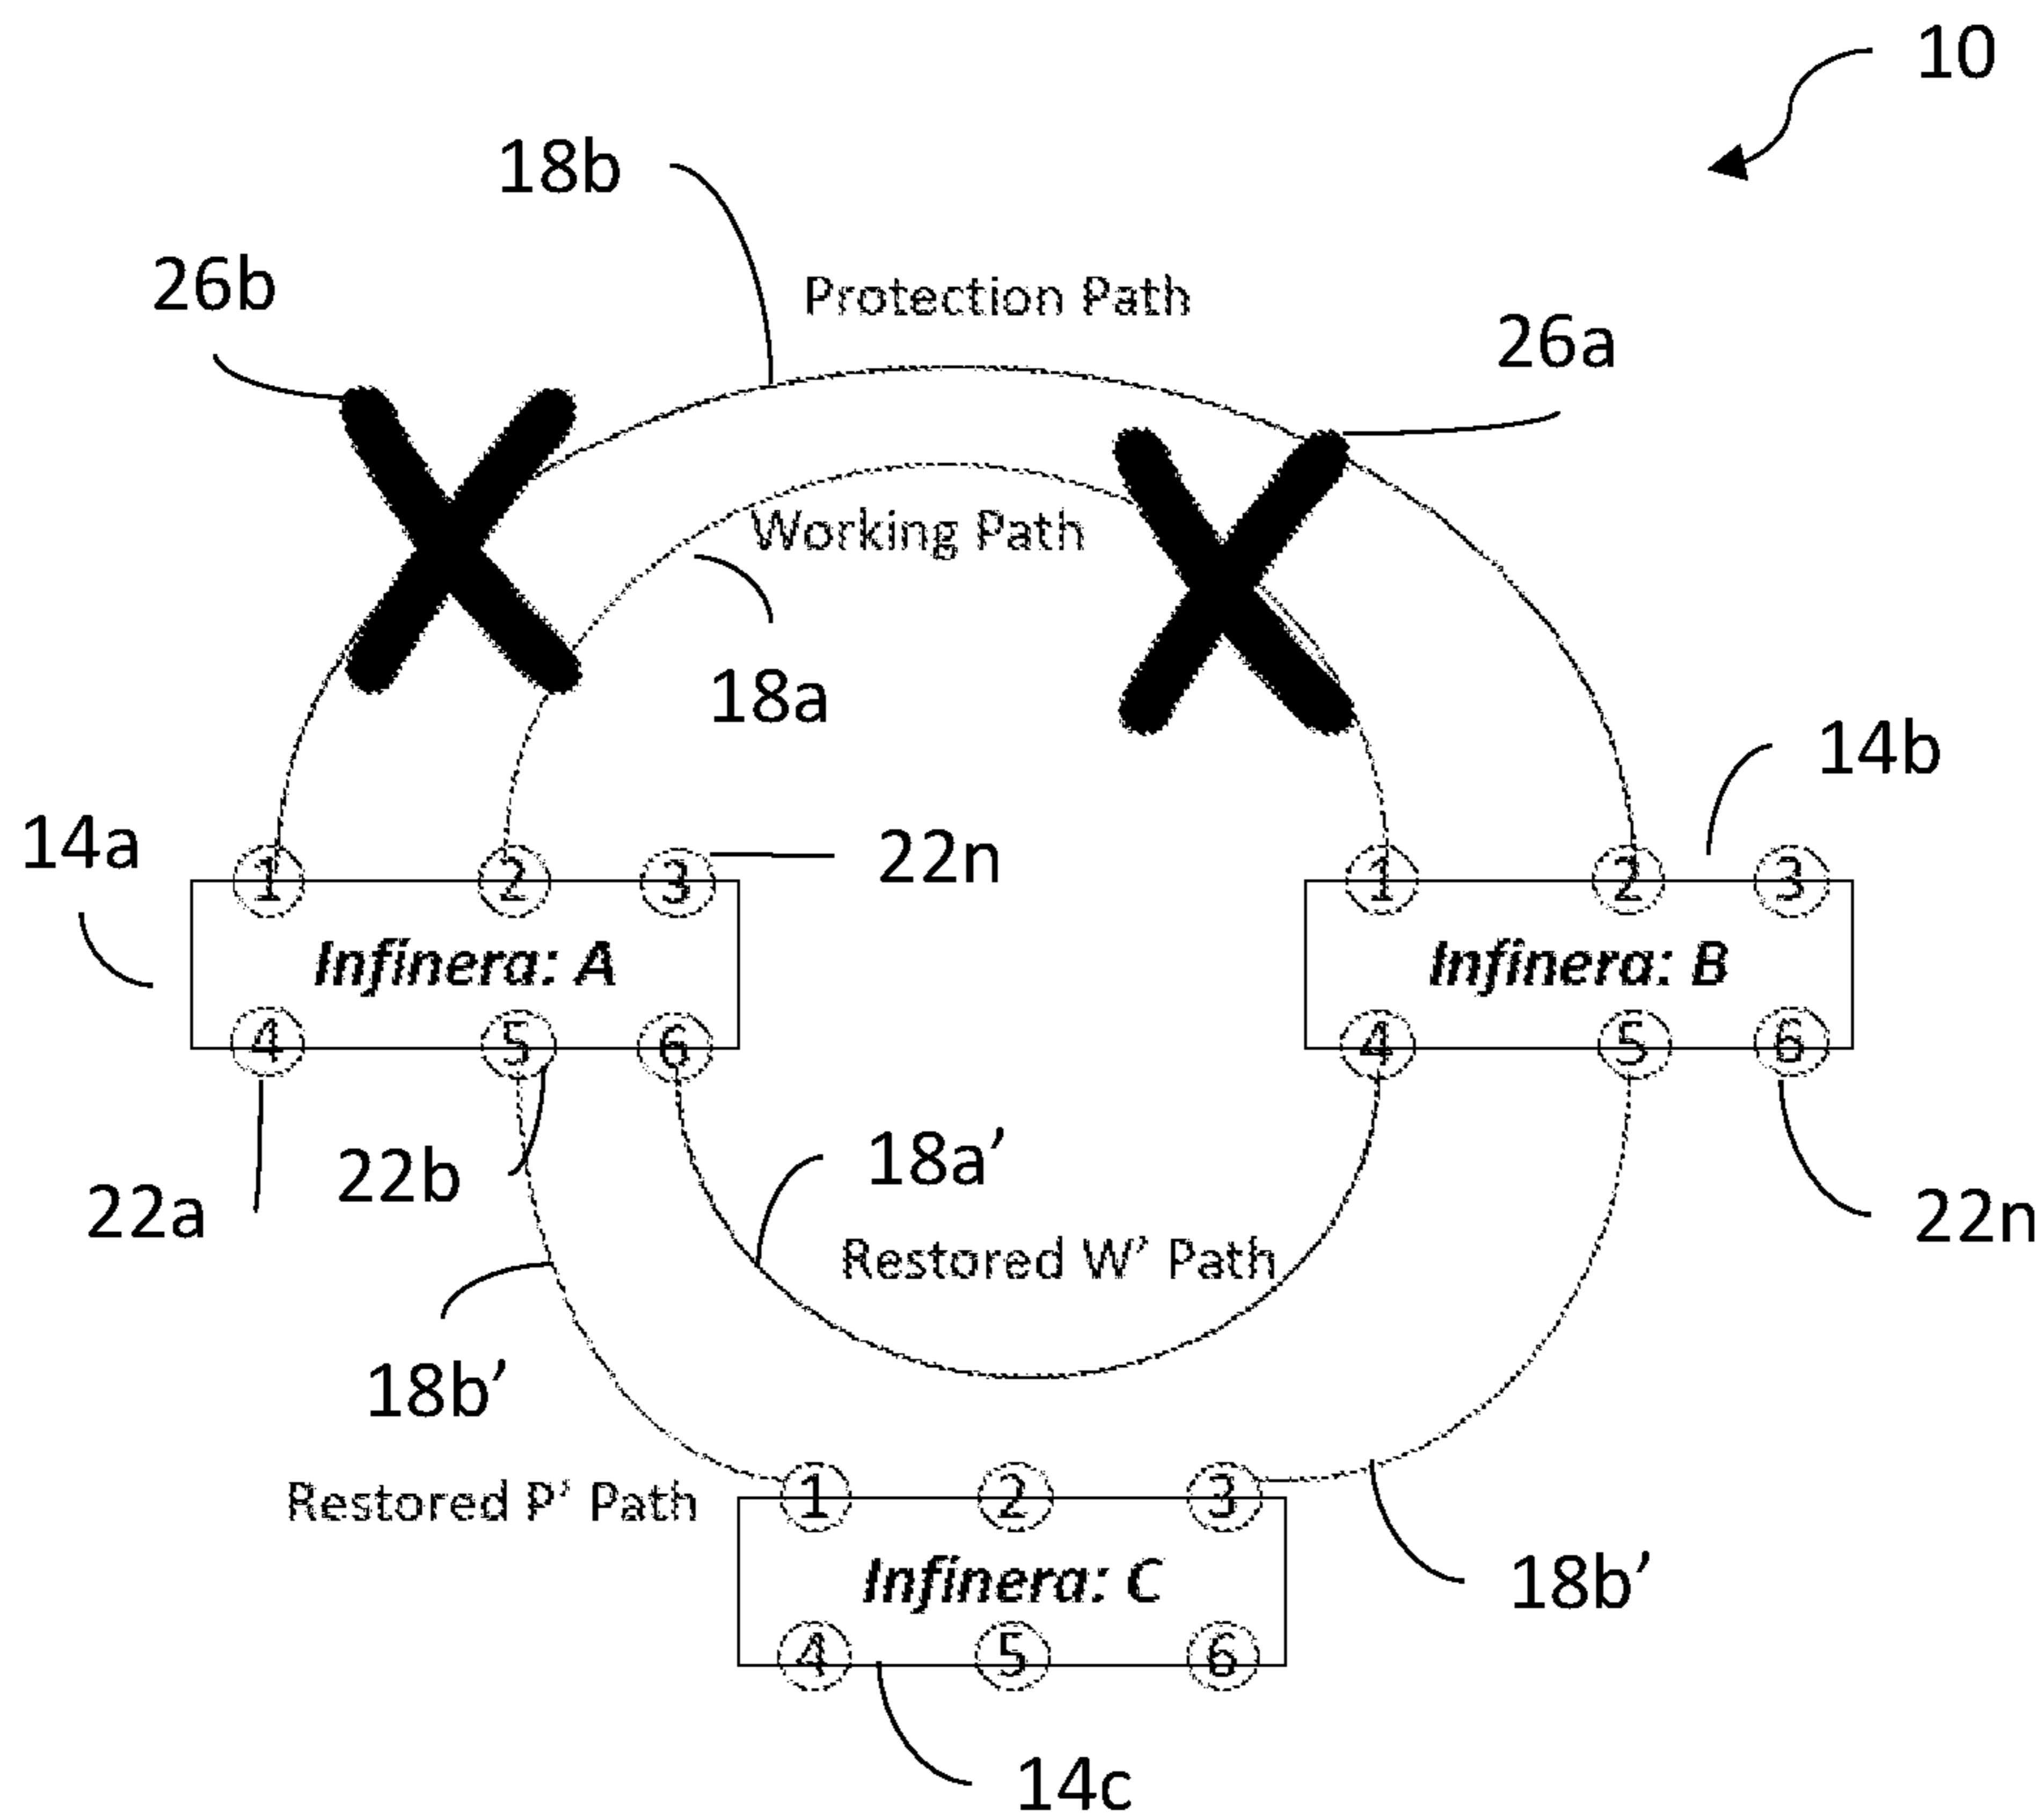 10
18b
26b
Protection Path
26a
Working Path
18a
14b
14a
22n
1 2 3
1 2 3
Infinera: A
Infinera: B
4 5 6
4 5 6
22a
22b
18a’
22n
Restored W’ Path
18b’
Restored P’ Path
1 2 3
Infinera: C
18b’
4 5 6
14c